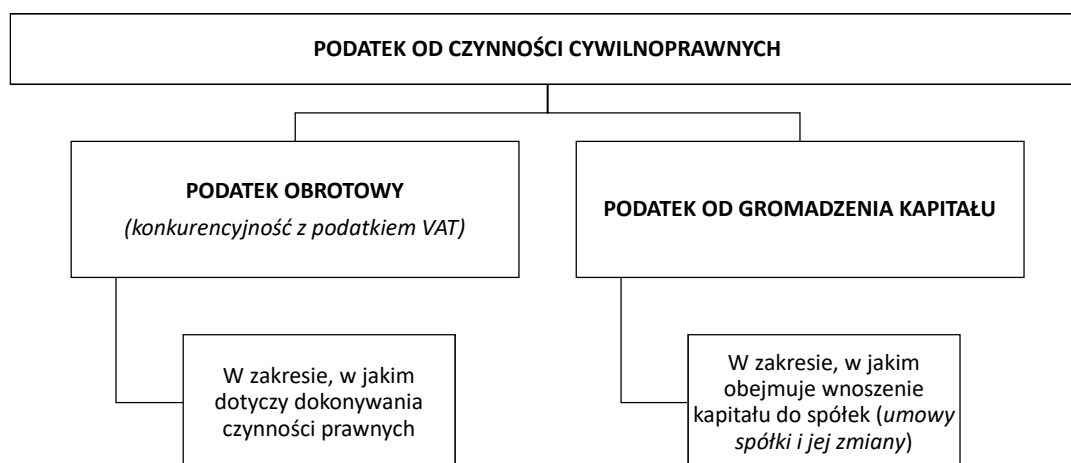 PODATEK OD CZYNNOŚCI CYWILNOPRAWNYCH
PODATEK OBROTOWY
(konkurencyjność z podatkiem VAT)
PODATEK OD GROMADZENIA KAPITAŁU
W zakresie, w jakim
dotyczy dokonywania
czynności prawnych
W zakresie, w jakim
obejmuje wnoszenie
kapitału do spółek (umowy
spółki i jej zmiany)